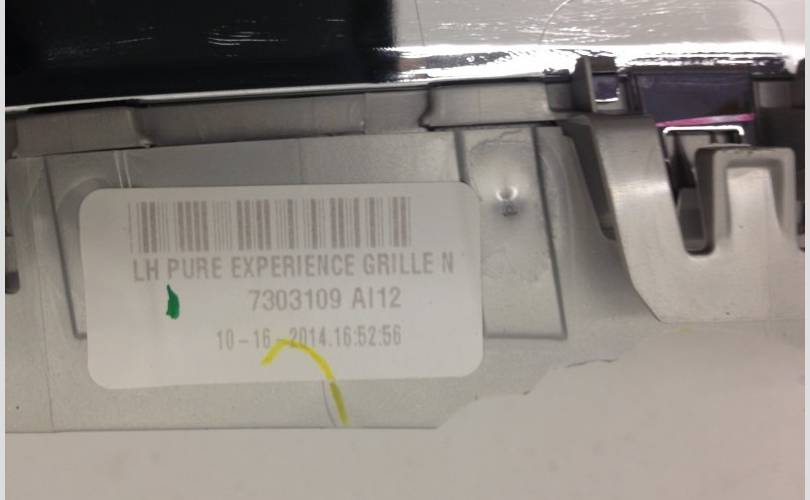 LH PURE EXPERIENCE GRILLE N
7303109 AI12
10-16-2014.16:52:56